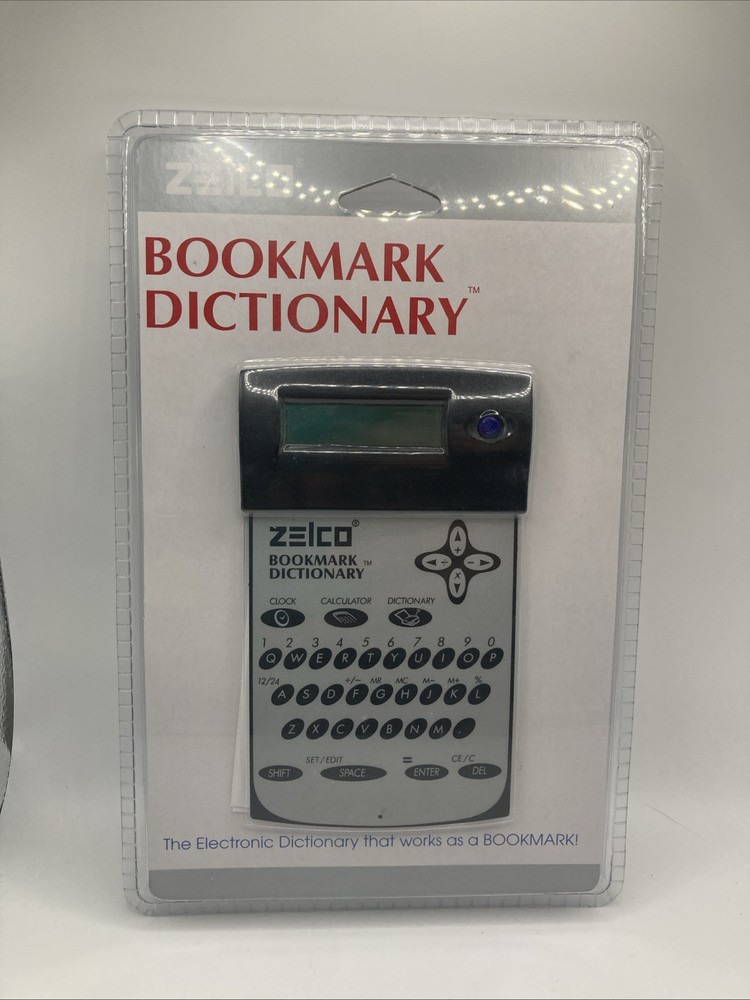 ZELCO®
BOOKMARK
DICTIONARY™
ZELCO®
BOOKMARK™
DICTIONARY
CLOCK CALCULATOR DICTIONARY
+
÷ −
×
1 2 3 4 5 6 7 8 9 0
Q W E R T Y U I O P
12/24 +/− MR MC M− M+ %
A S D F G H J K L
Z X C V B N M .
SET/EDIT = CE/C
SHIFT SPACE ENTER DEL
The Electronic Dictionary that works as a BOOKMARK!